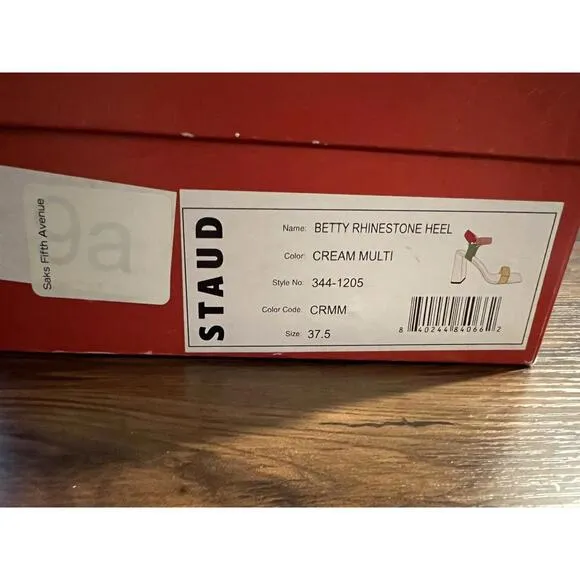 Saks Fifth Avenue
9a
STAUD
Name: BETTY RHINESTONE HEEL
Color: CREAM MULTI
Style No: 344-1205
Color Code: CRMM
Size: 37.5
8 40244 84066 2